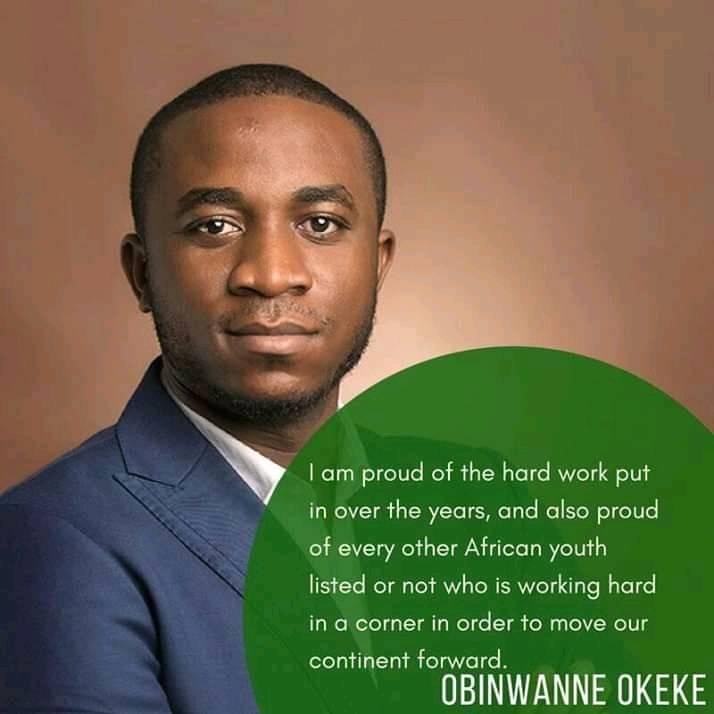 I am proud of the hard work put
in over the years, and also proud
of every other African youth
listed or not who is working hard
in a corner in order to move our
continent forward.
OBINWANNE OKEKE